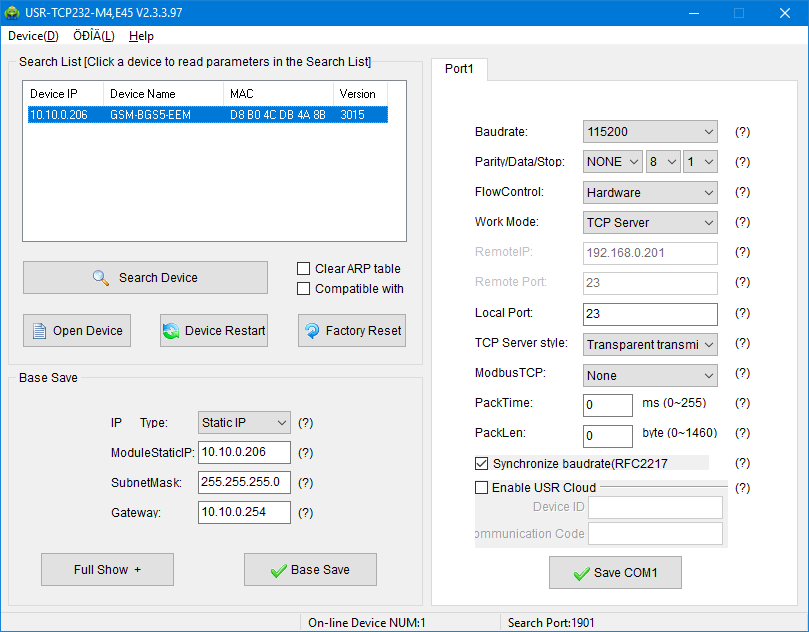 USR-TCP232-M4,E45 V2.3.3.97
Device(D) ÖÐÎÄ(L) Help
Search List [Click a device to read parameters in the Search List]
Device IP Device Name MAC Version
10.10.0.206 GSM-BGS5-EEM D8 B0 4C DB 4A 8B 3015
Search Device
Clear ARP table
Compatible with
Open Device Device Restart Factory Reset
Base Save
IP Type: Static IP (?)
ModuleStaticIP: 10.10.0.206 (?)
SubnetMask: 255.255.255.0 (?)
Gateway: 10.10.0.254 (?)
Full Show + Base Save
Port1
Baudrate: 115200 (?)
Parity/Data/Stop: NONE 8 1 (?)
FlowControl: Hardware (?)
Work Mode: TCP Server (?)
RemoteIP: 192.168.0.201 (?)
Remote Port: 23 (?)
Local Port: 23 (?)
TCP Server style: Transparent transmi (?)
ModbusTCP: None (?)
PackTime: 0 ms (0~255) (?)
PackLen: 0 byte (0~1460) (?)
Synchronize baudrate(RFC2217 (?)
Enable USR Cloud (?)
Device ID
ommunication Code
Save COM1
On-line Device NUM:1 Search Port:1901